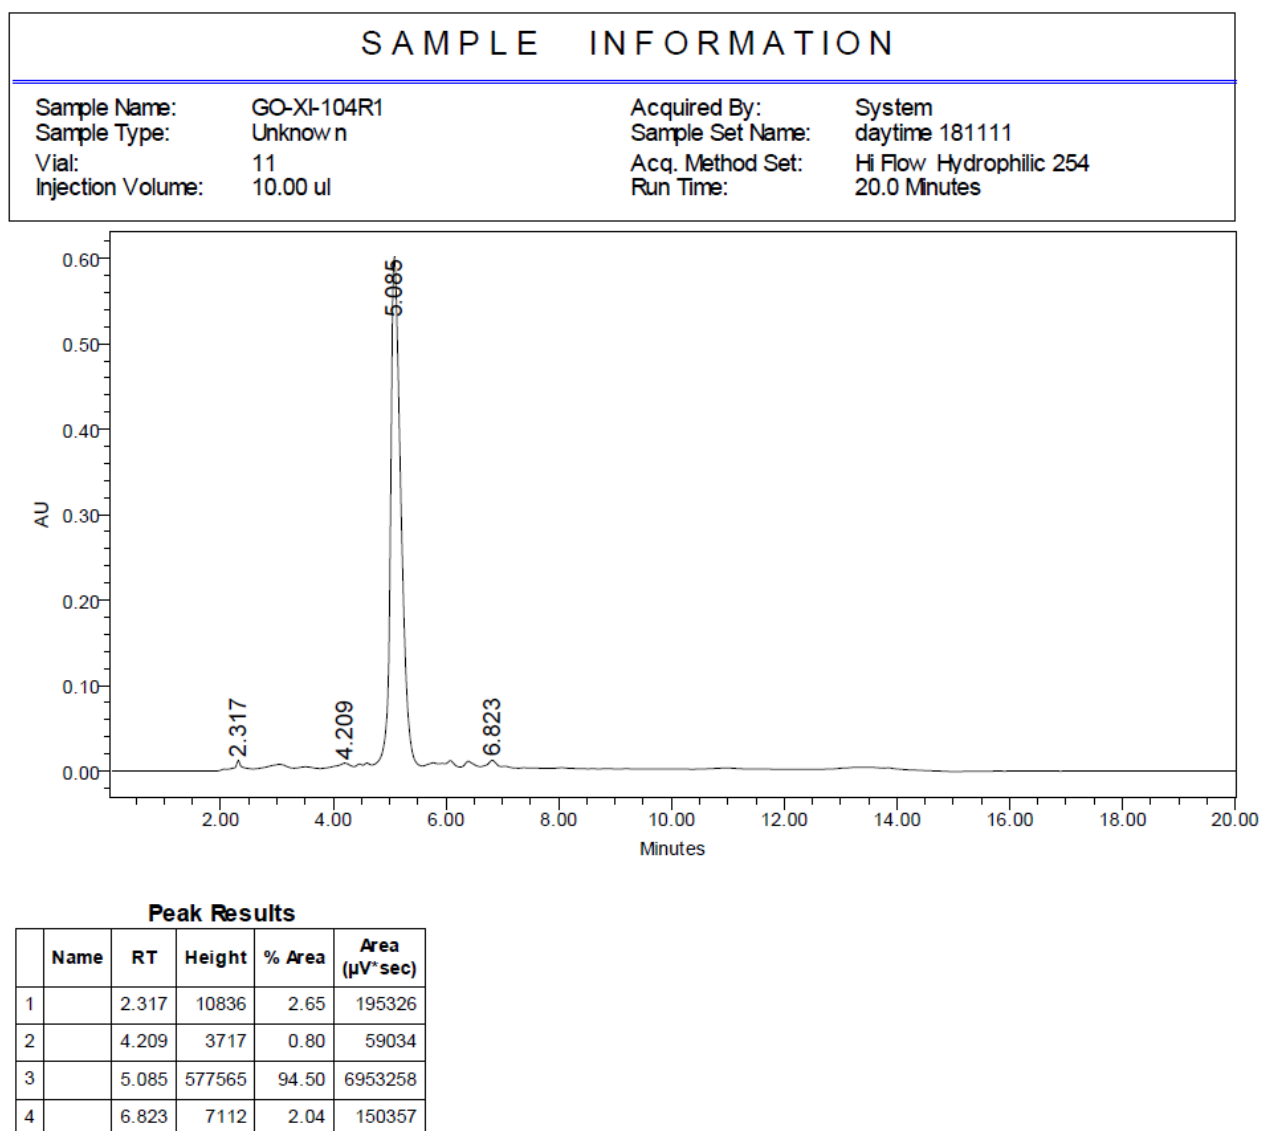 SAMPLE INFORMATION
Sample Name: GO-XI-104R1 Acquired By: System
Sample Type: Unknown Sample Set Name: daytime 181111
Vial: 11 Acq. Method Set: Hi Flow Hydrophilic 254
Injection Volume: 10.00 ul Run Time: 20.0 Minutes
0.60
0.50
0.40
0.30
0.20
0.10
0.00
AU
2.317
4.209
5.085
6.823
2.00 4.00 6.00 8.00 10.00 12.00 14.00 16.00 18.00 20.00
Minutes
Peak Results
Name RT Height % Area Area (µV*sec)
1 2.317 10836 2.65 195326
2 4.209 3717 0.80 59034
3 5.085 577565 94.50 6953258
4 6.823 7112 2.04 150357